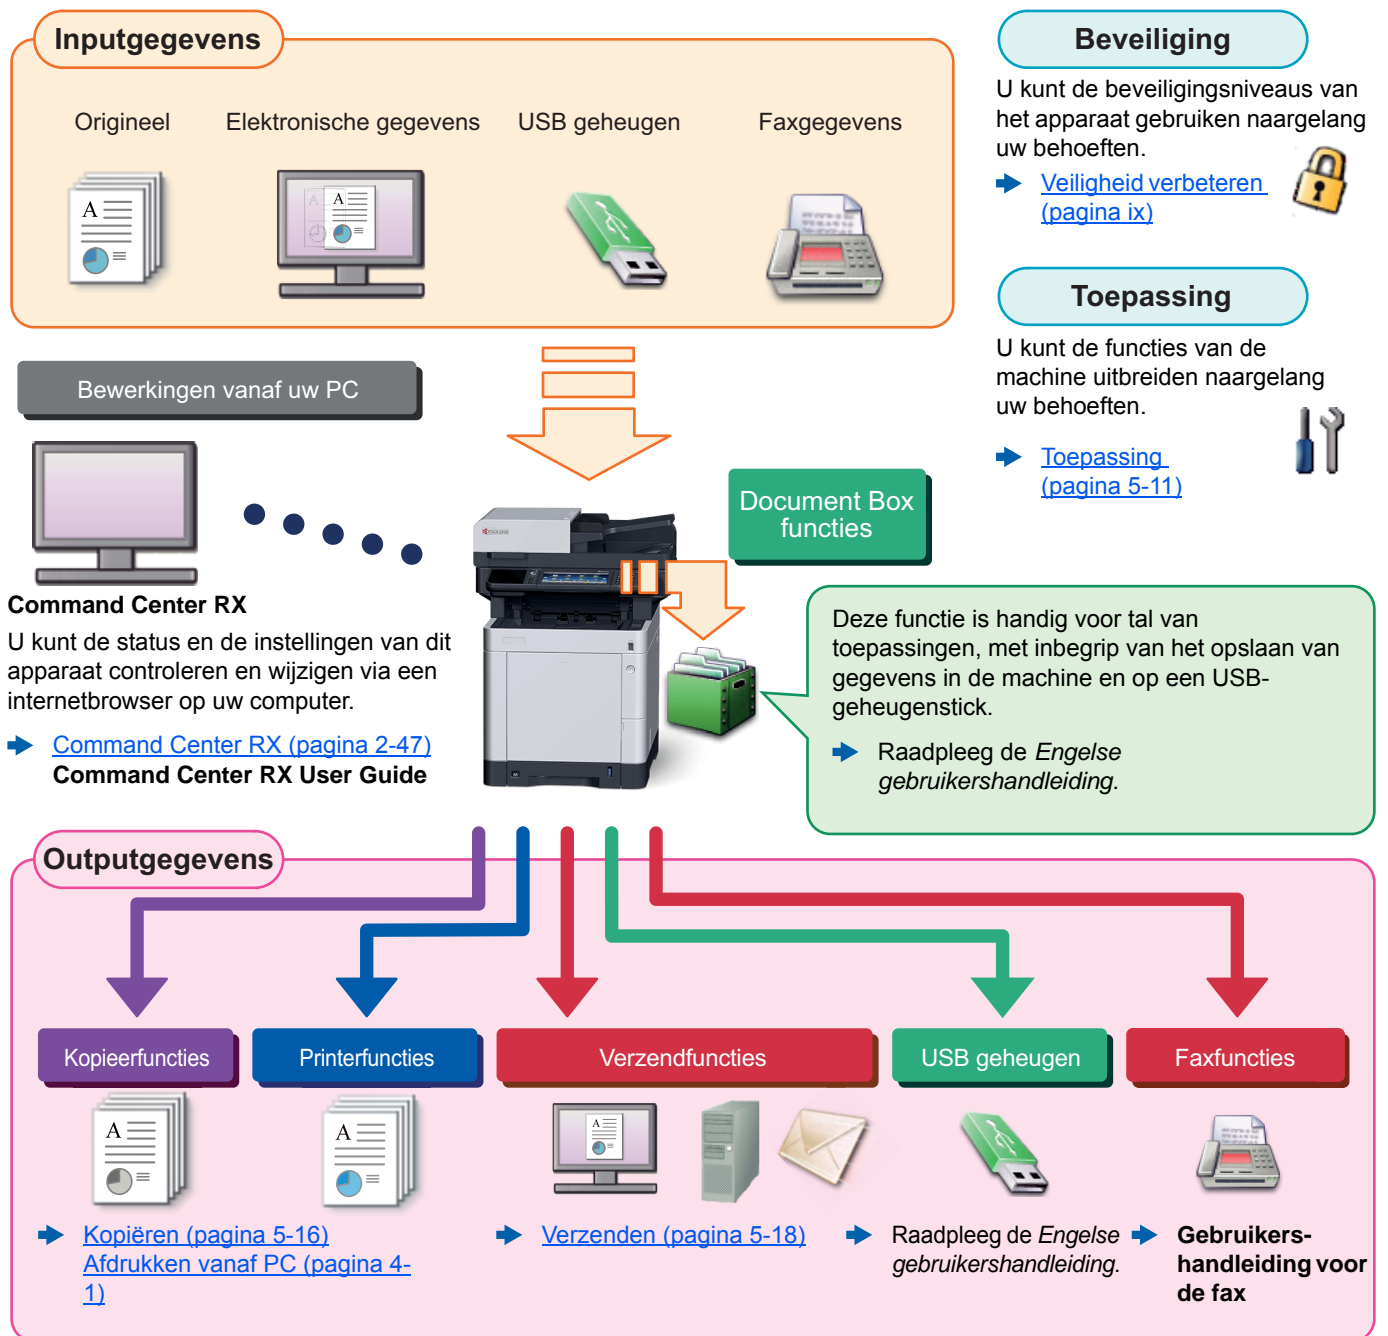 Inputgegevens
Origineel
Elektronische gegevens
USB geheugen
Faxgegevens
Beveiliging
U kunt de beveiligingsniveaus van
het apparaat gebruiken naargelang
uw behoeften.
Veiligheid verbeteren
(pagina ix)
Toepassing
U kunt de functies van de
machine uitbreiden naargelang
uw behoeften.
Toepassing
(pagina 5-11)
Bewerkingen vanaf uw PC
Command Center RX
U kunt de status en de instellingen van dit
apparaat controleren en wijzigen via een
internetbrowser op uw computer.
Command Center RX (pagina 2-47)
Command Center RX User Guide
Document Box
functies
Deze functie is handig voor tal van
toepassingen, met inbegrip van het opslaan van
gegevens in de machine en op een USB-
geheugenstick.
Raadpleeg de Engelse
gebruikershandleiding.
Outputgegevens
Kopieerfuncties
Printerfuncties
Verzendfuncties
USB geheugen
Faxfuncties
Kopiëren (pagina 5-16)
Afdrukken vanaf PC (pagina 4-
1)
Verzenden (pagina 5-18)
Raadpleeg de Engelse
gebruikershandleiding.
Gebruikers-
handleiding voor
de fax